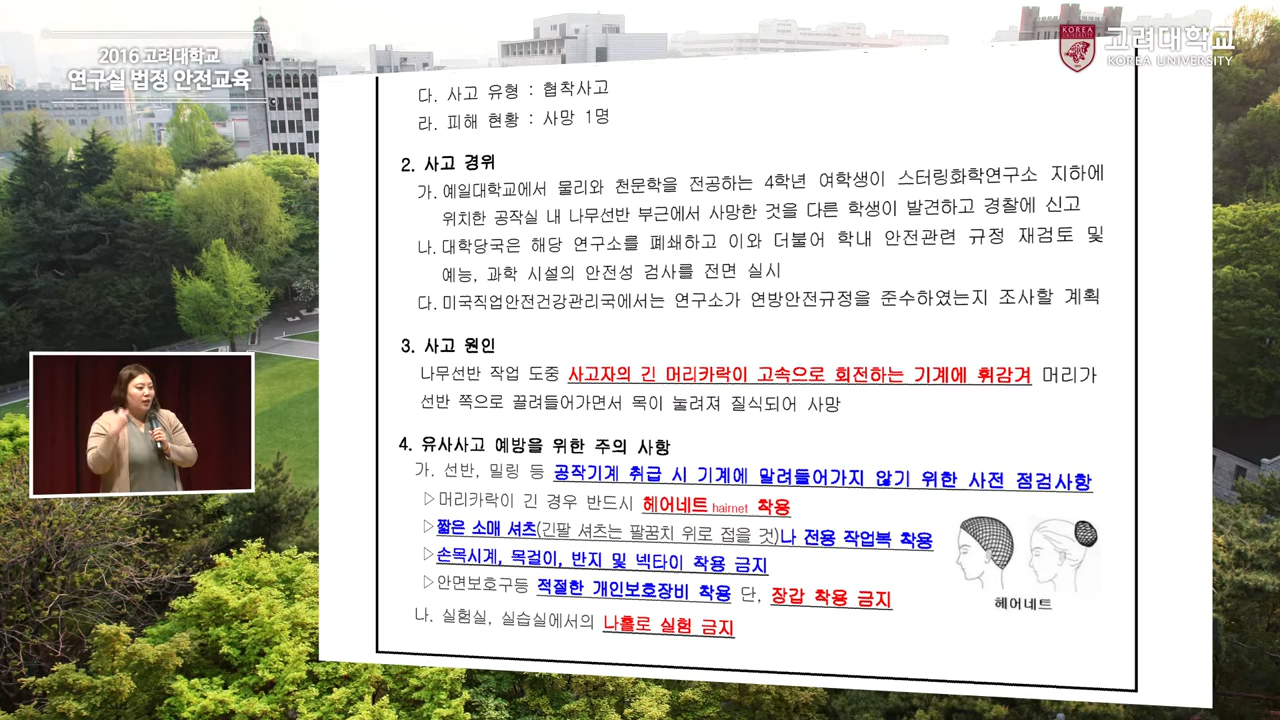 2016 고려대학교
연구실 법정 안전교육
KOREA UNIVERSITY
고려대학교
KOREA UNIVERSITY
다. 사고 유형 : 협착사고
라. 피해 현황 : 사망 1명
2. 사고 경위
가. 예일대학교에서 물리와 천문학을 전공하는 4학년 여학생이 스터링화학연구소 지하에
위치한 공작실 내 나무선반 부근에서 사망한 것을 다른 학생이 발견하고 경찰에 신고
나. 대학당국은 해당 연구소를 폐쇄하고 이와 더불어 학내 안전관련 규정 재검토 및
예능, 과학 시설의 안전성 검사를 전면 실시
다. 미국직업안전건강관리국에서는 연구소가 연방안전규정을 준수하였는지 조사할 계획
3. 사고 원인
나무선반 작업 도중 사고자의 긴 머리카락이 고속으로 회전하는 기계에 휘감겨 머리가
선반 쪽으로 끌려들어가면서 목이 눌려져 질식되어 사망
4. 유사사고 예방을 위한 주의 사항
가. 선반, 밀링 등 공작기계 취급 시 기계에 말려들어가지 않기 위한 사전 점검사항
▷머리카락이 긴 경우 반드시 헤어네트 hairnet 착용
▷짧은 소매 셔츠(긴팔 셔츠는 팔꿈치 위로 접을 것)나 전용 작업복 착용
▷손목시계, 목걸이, 반지 및 넥타이 착용 금지
▷안면보호구등 적절한 개인보호장비 착용 단, 장갑 착용 금지
헤어네트
나. 실험실, 실습실에서의 나홀로 실험 금지